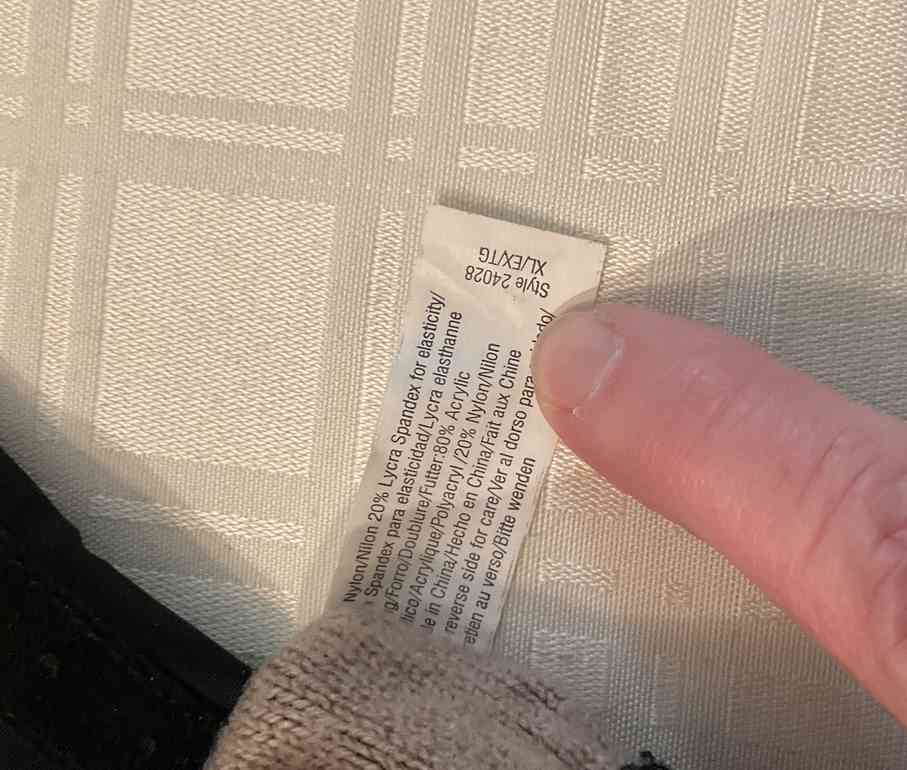 Style 24028
XL/EX/TG
Nylon/Nilon 20% Lycra Spandex for elasticity/
Spandex para elasticidad/Lycra elasthanne
/Forro/Doublure/Futter:80% Acrylic
/Acrylique/Polyacryl /20% Nylon/Nilon
in China/Hecho en China/Fait aux Chine
reverse side for care/Ver al dorso para
au verso/Bitte wenden